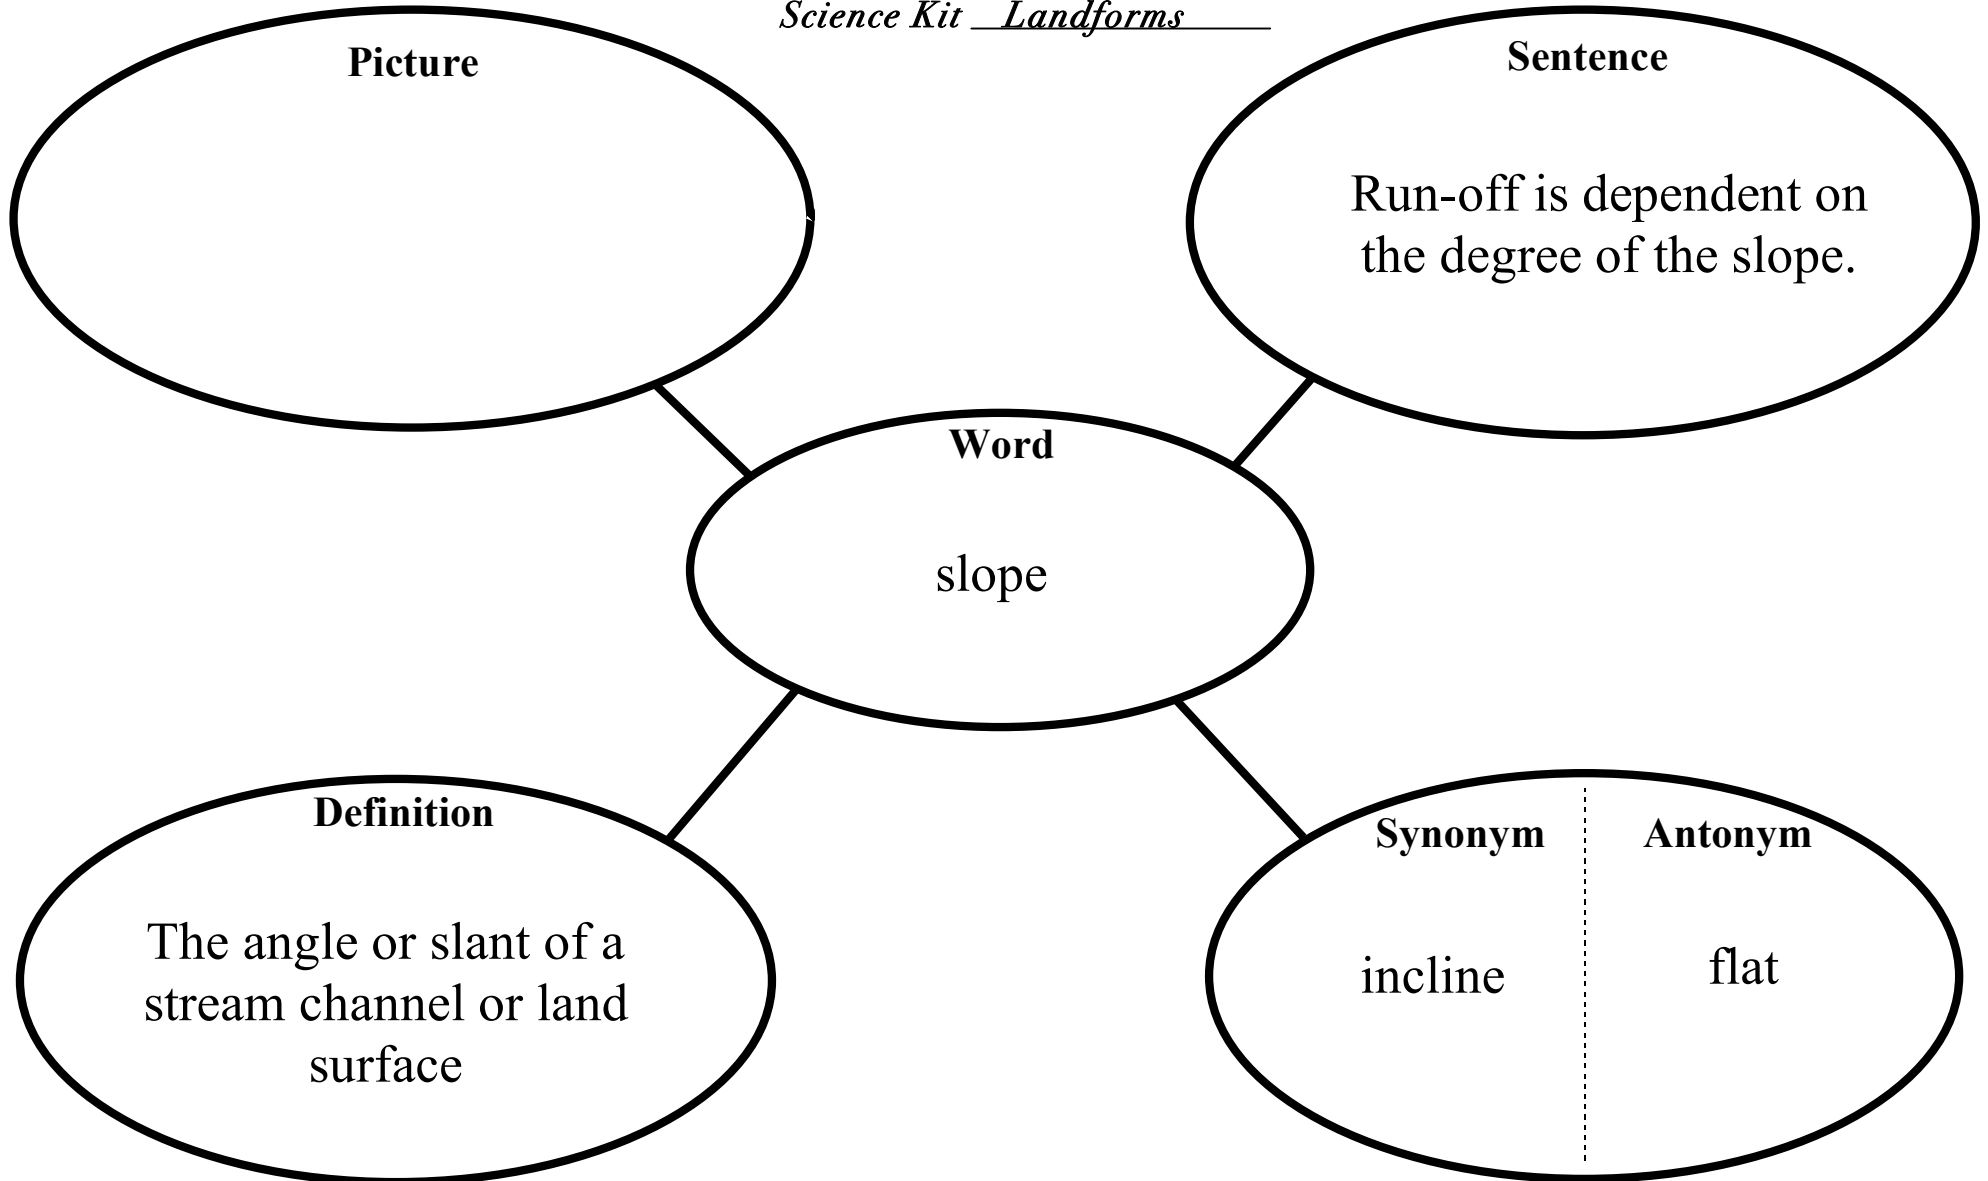 Science Kit __Landforms______
Picture
Sentence
Run-off is dependent on
the degree of the slope.
Word
slope
Definition
The angle or slant of a
stream channel or land
surface
Synonym
Antonym
incline
flat